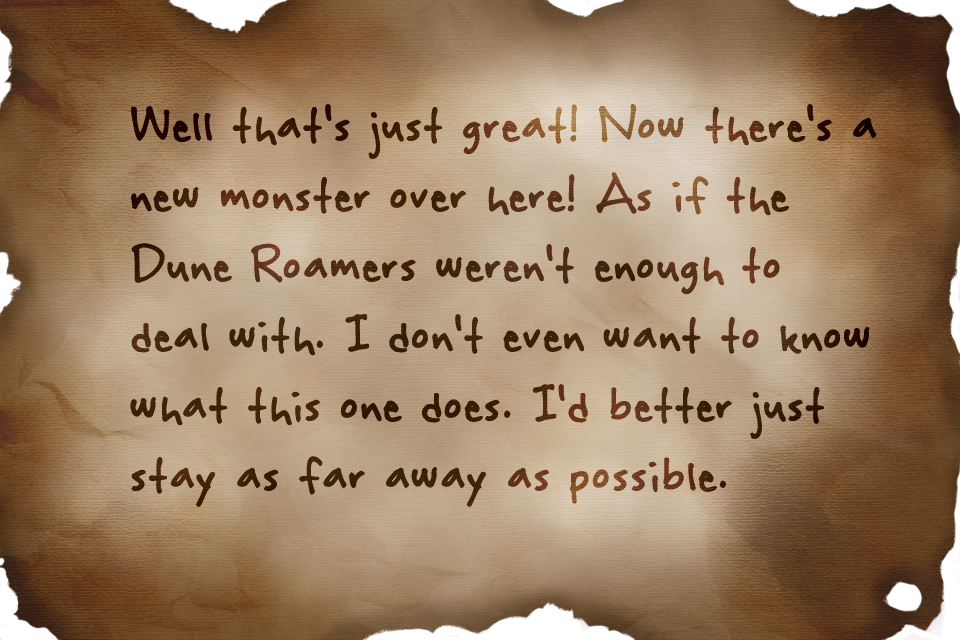 Well that's just great! Now there's a
new monster over here! As if the
Dune Roamers weren't enough to
deal with. I don't even want to know
what this one does. I'd better just
stay as far away as possible.